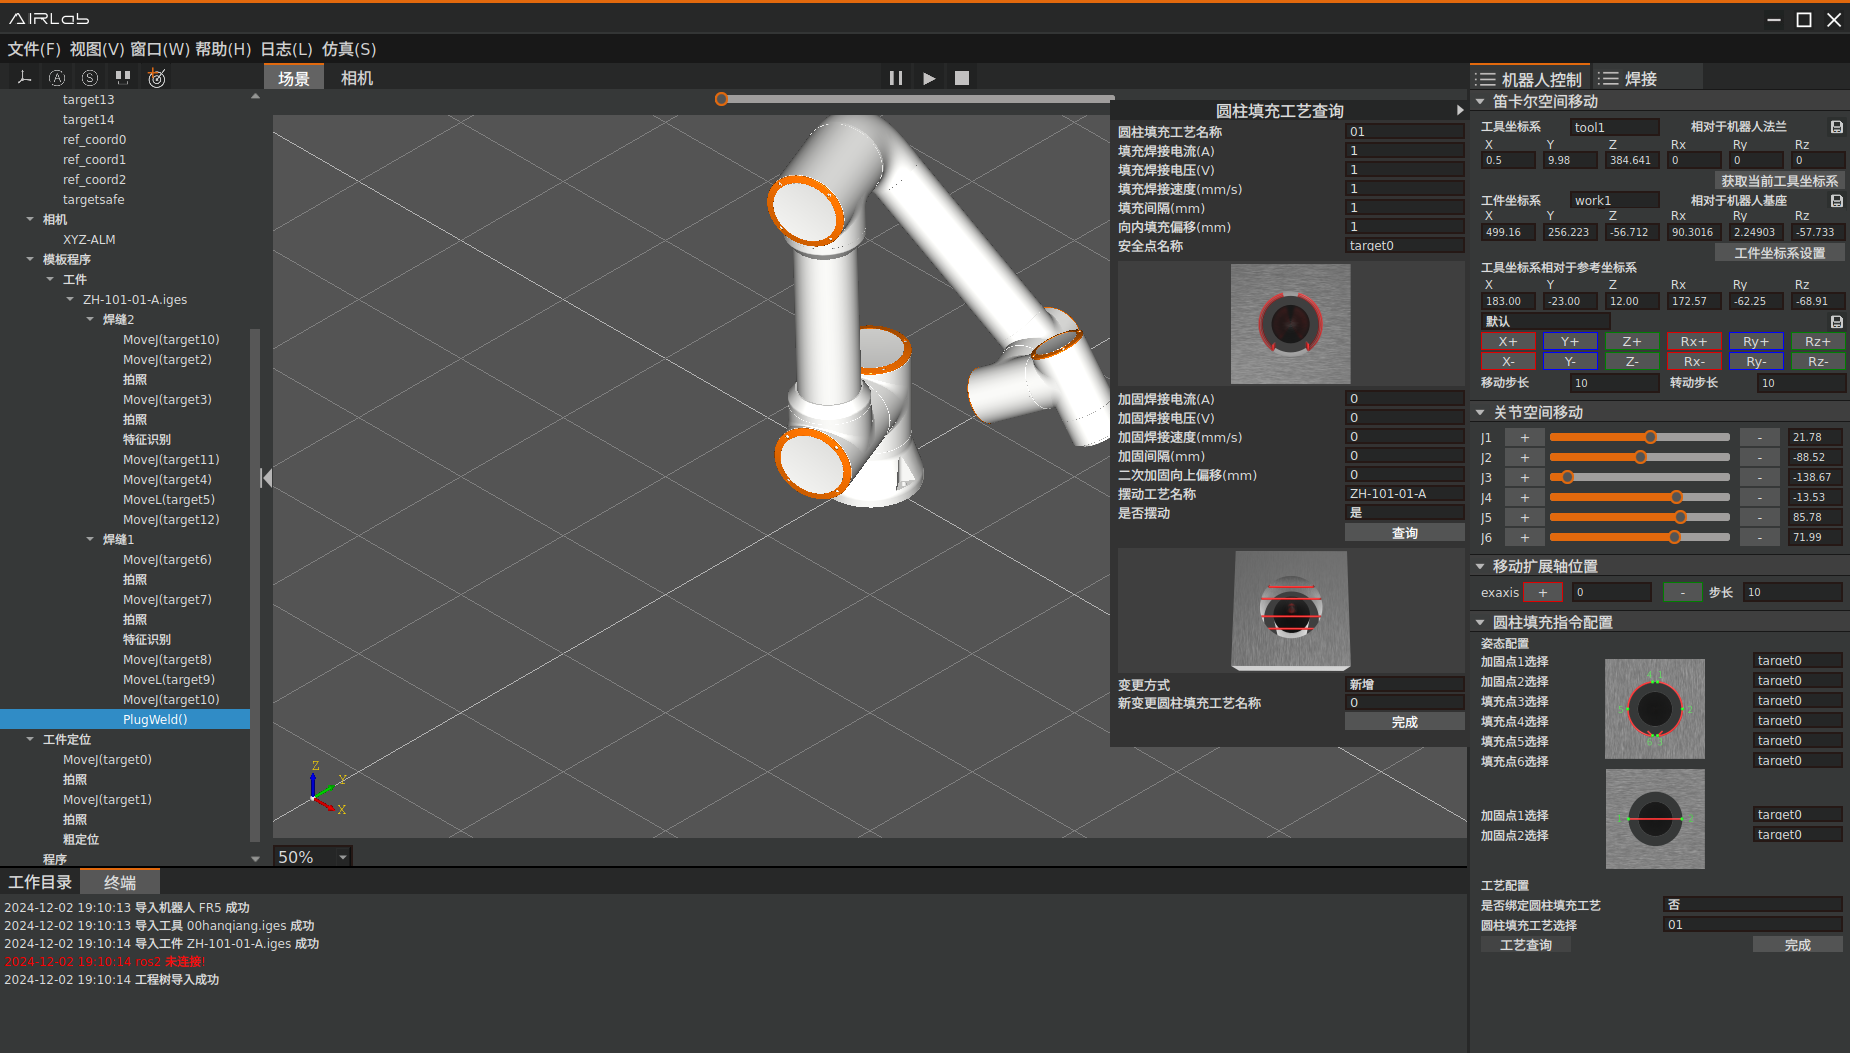 AIRLab
文件(F) 视图(V) 窗口(W) 帮助(H) 日志(L) 仿真(S)
场景 相机
target13
target14
ref_coord0
ref_coord1
ref_coord2
targetsafe
相机
XYZ-ALM
模板程序
工件
ZH-101-01-A.iges
焊缝2
MoveJ(target10)
MoveJ(target2)
拍照
MoveJ(target3)
拍照
特征识别
MoveJ(target11)
MoveJ(target4)
MoveL(target5)
MoveJ(target12)
焊缝1
MoveJ(target6)
拍照
MoveJ(target7)
拍照
特征识别
MoveJ(target8)
MoveL(target9)
MoveJ(target10)
PlugWeld()
工件定位
MoveJ(target0)
拍照
MoveJ(target1)
拍照
粗定位
程序
Z
Y
X
50%
圆柱填充工艺查询
圆柱填充工艺名称 01
填充焊接电流(A) 1
填充焊接电压(V) 1
填充焊接速度(mm/s) 1
填充间隔(mm) 1
向内填充偏移(mm) 1
安全点名称 target0
加固焊接电流(A) 0
加固焊接电压(V) 0
加固焊接速度(mm/s) 0
加固间隔(mm) 0
二次加固向上偏移(mm) 0
摆动工艺名称 ZH-101-01-A
是否摆动 是
查询
变更方式 新增
新变更圆柱填充工艺名称 0
完成
机器人控制 焊接
笛卡尔空间移动
工具坐标系 tool1 相对于机器人法兰
X Y Z Rx Ry Rz
0.5 9.98 384.641 0 0 0
获取当前工具坐标系
工件坐标系 work1 相对于机器人基座
X Y Z Rx Ry Rz
499.16 256.223 -56.712 90.3016 2.24903 -57.733
工件坐标系设置
工具坐标系相对于参考坐标系
X Y Z Rx Ry Rz
183.00 -23.00 12.00 172.57 -62.25 -68.91
默认
X+ Y+ Z+ Rx+ Ry+ Rz+
X- Y- Z- Rx- Ry- Rz-
移动步长 10 转动步长 10
关节空间移动
J1 + - 21.78
J2 + - -88.52
J3 + - -138.67
J4 + - -13.53
J5 + - 85.78
J6 + - 71.99
移动扩展轴位置
exaxis + 0 - 步长 10
圆柱填充指令配置
姿态配置
加固点1选择 target0
加固点2选择 target0
填充点3选择 target0
填充点4选择 target0
填充点5选择 target0
填充点6选择 target0
加固点1选择 target0
加固点2选择 target0
工艺配置
是否绑定圆柱填充工艺 否
圆柱填充工艺选择 01
工艺查询 完成
工作目录 终端
2024-12-02 19:10:13 导入机器人 FR5 成功
2024-12-02 19:10:13 导入工具 00hanqiang.iges 成功
2024-12-02 19:10:14 导入工件 ZH-101-01-A.iges 成功
2024-12-02 19:10:14 ros2 未连接!
2024-12-02 19:10:14 工程树导入成功